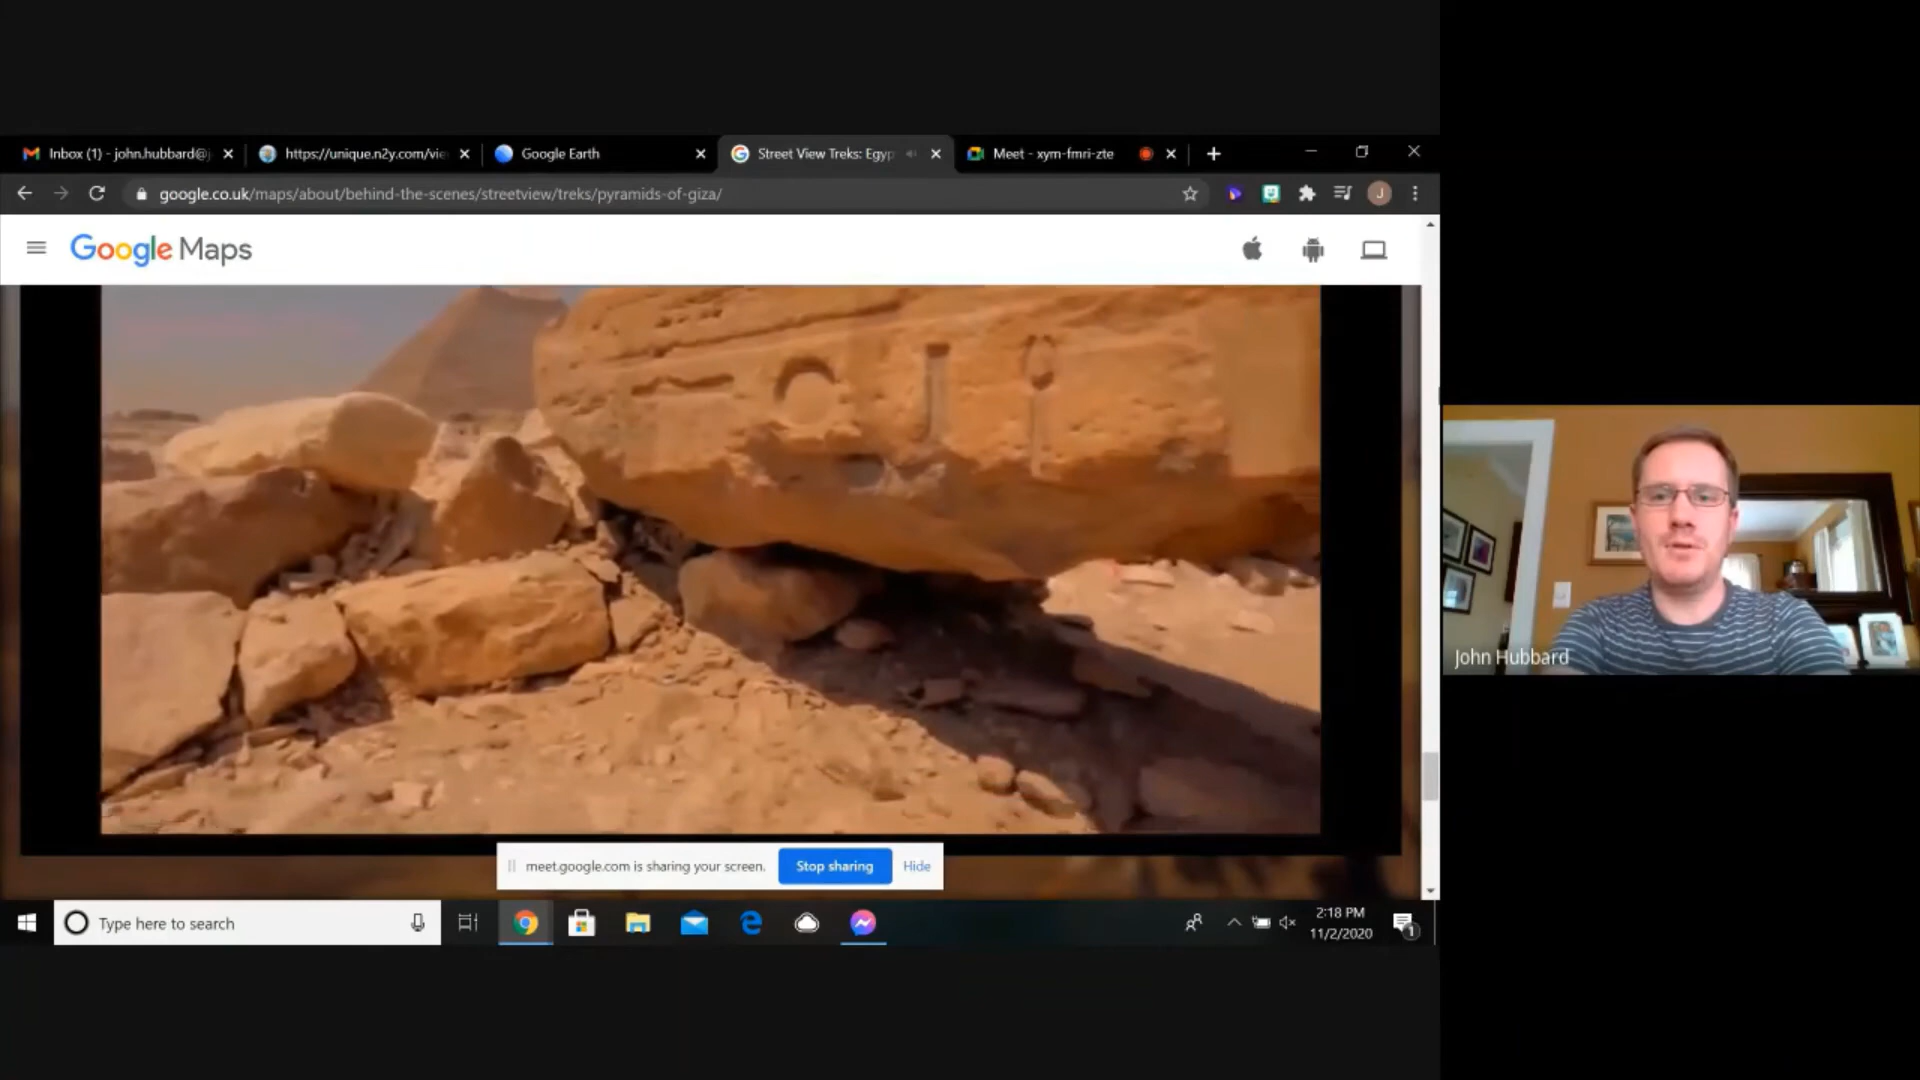 Inbox (1) - john.hubbard@j
https://unique.n2y.com/vie
Google Earth
Street View Treks: Egyp
Meet - xym-fmri-zte
google.co.uk/maps/about/behind-the-scenes/streetview/treks/pyramids-of-giza/
J
Google Maps
John Hubbard
meet.google.com is sharing your screen.
Stop sharing
Hide
Type here to search
2:18 PM
11/2/2020
1